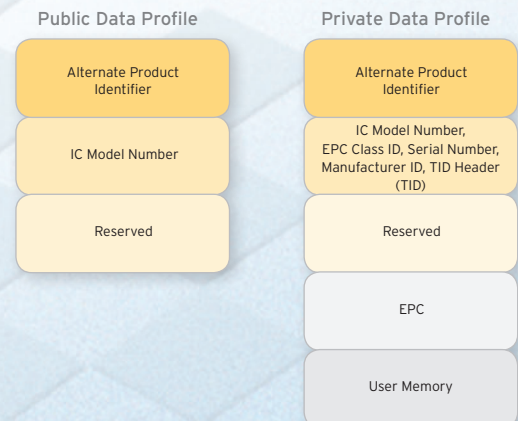 Public Data Profile
Alternate Product
Identifier
IC Model Number
Reserved
Private Data Profile
Alternate Product
Identifier
IC Model Number,
EPC Class ID, Serial Number,
Manufacturer ID, TID Header
(TID)
Reserved
EPC
User Memory